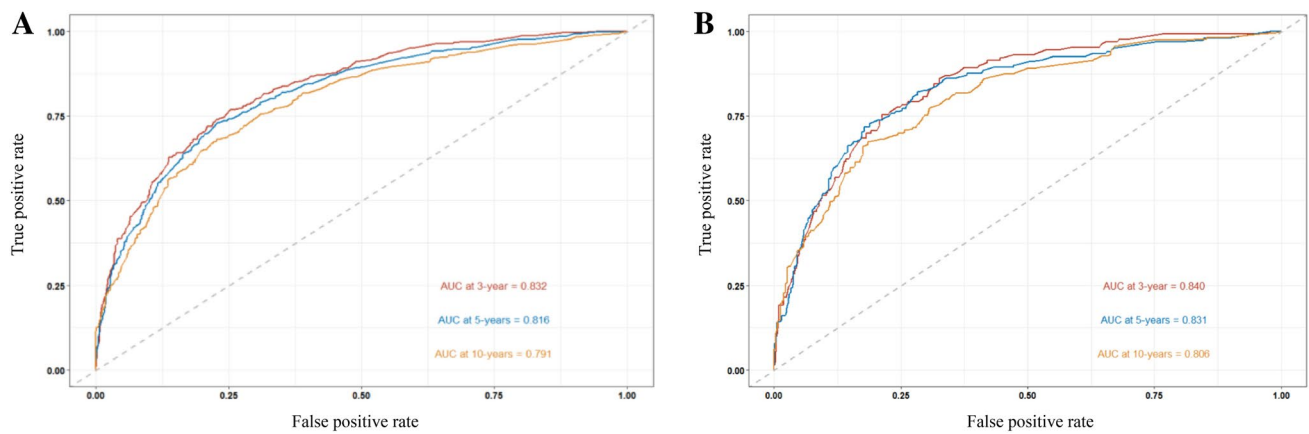 A
1.00
0.75
0.50
0.25
0.00
True positive rate
AUC at 3-year = 0.832
AUC at 5-years = 0.816
AUC at 10-years = 0.791
0.00 0.25 0.50 0.75 1.00
False positive rate
B
1.00
0.75
0.50
0.25
0.00
True positive rate
AUC at 3-year = 0.840
AUC at 5-years = 0.831
AUC at 10-years = 0.806
0.00 0.25 0.50 0.75 1.00
False positive rate